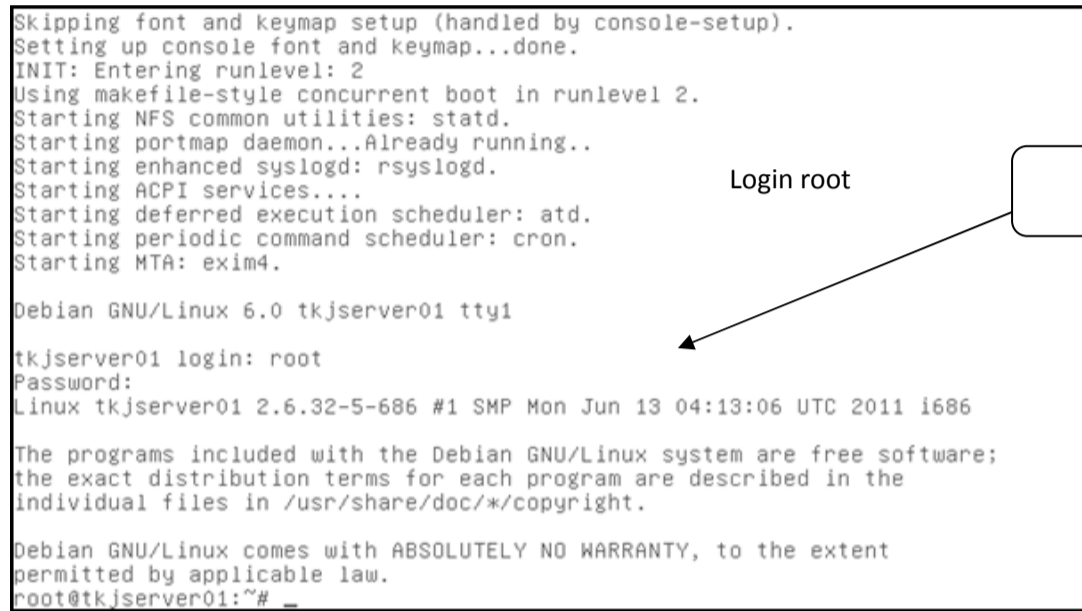 Skipping font and keymap setup (handled by console-setup).
Setting up console font and keymap...done.
INIT: Entering runlevel: 2
Using makefile-style concurrent boot in runlevel 2.
Starting NFS common utilities: statd.
Starting portmap daemon...Already running..
Starting enhanced syslogd: rsyslogd.
Starting ACPI services....
Starting deferred execution scheduler: atd.
Starting periodic command scheduler: cron.
Starting MTA: exim4.
Login root
Debian GNU/Linux 6.0 tkjserver01 tty1
tkjserver01 login: root
Password:
Linux tkjserver01 2.6.32-5-686 #1 SMP Mon Jun 13 04:13:06 UTC 2011 i686
The programs included with the Debian GNU/Linux system are free software;
the exact distribution terms for each program are described in the
individual files in /usr/share/doc/*/copyright.
Debian GNU/Linux comes with ABSOLUTELY NO WARRANTY, to the extent
permitted by applicable law.
root@tkjserver01:~# _